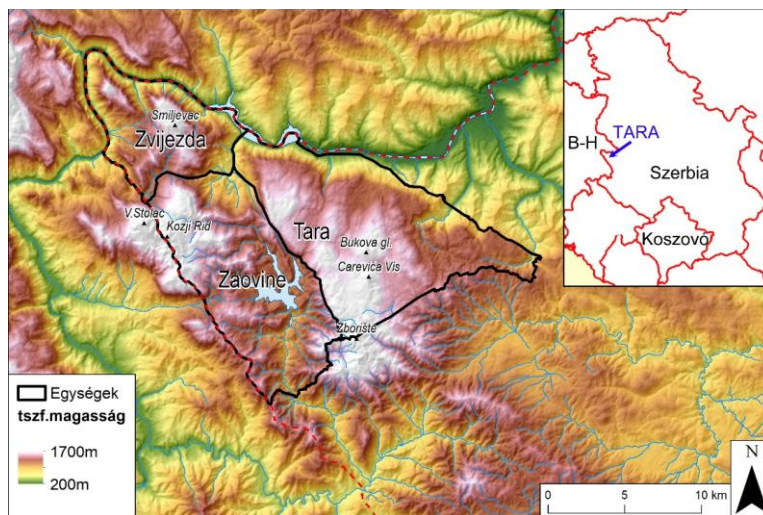 Smiljevac
Zvijezda
V.Stolac
Kozji Rid
Tara
Bukova gl.
Carevića Vis
Zaovine
Zborište
B-H
TARA
Szerbia
Koszovó
Egységek
tszf.magasság
1700m
200m
0 5 10 km
N